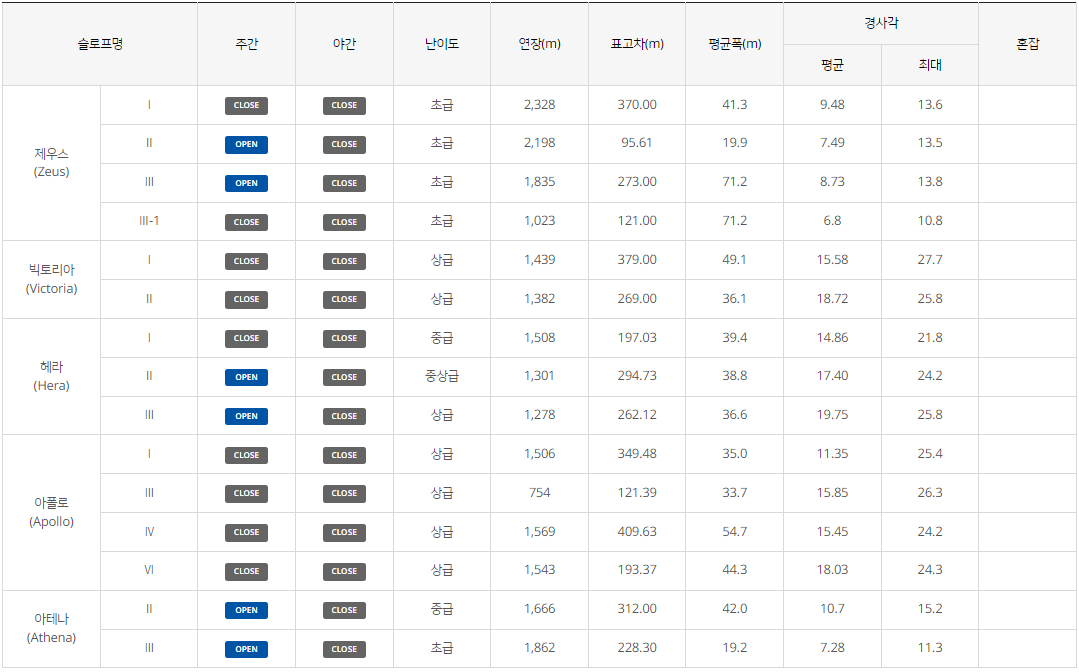 슬로프명 주간 야간 난이도 연장(m) 표고차(m) 평균폭(m) 경사각 혼잡
평균 최대
제우스
(Zeus)
I CLOSE CLOSE 초급 2,328 370.00 41.3 9.48 13.6
II OPEN CLOSE 초급 2,198 95.61 19.9 7.49 13.5
III OPEN CLOSE 초급 1,835 273.00 71.2 8.73 13.8
III-1 CLOSE CLOSE 초급 1,023 121.00 71.2 6.8 10.8
빅토리아
(Victoria)
I CLOSE CLOSE 상급 1,439 379.00 49.1 15.58 27.7
II CLOSE CLOSE 상급 1,382 269.00 36.1 18.72 25.8
헤라
(Hera)
I CLOSE CLOSE 중급 1,508 197.03 39.4 14.86 21.8
II OPEN CLOSE 중상급 1,301 294.73 38.8 17.40 24.2
III OPEN CLOSE 상급 1,278 262.12 36.6 19.75 25.8
아폴로
(Apollo)
I CLOSE CLOSE 상급 1,506 349.48 35.0 11.35 25.4
III CLOSE CLOSE 상급 754 121.39 33.7 15.85 26.3
IV CLOSE CLOSE 상급 1,569 409.63 54.7 15.45 24.2
VI CLOSE CLOSE 상급 1,543 193.37 44.3 18.03 24.3
아테나
(Athena)
II OPEN CLOSE 중급 1,666 312.00 42.0 10.7 15.2
III OPEN CLOSE 초급 1,862 228.30 19.2 7.28 11.3